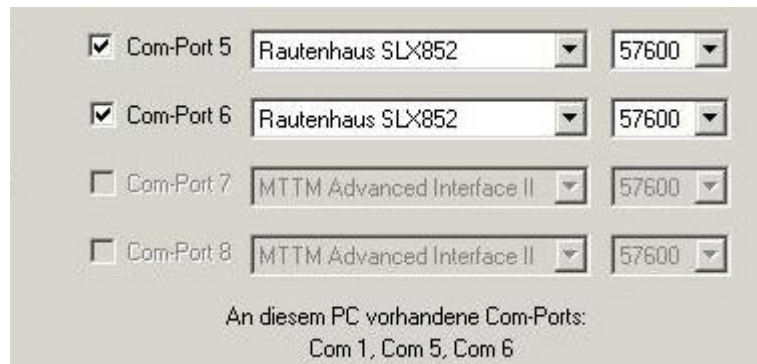 Com-Port 5 Rautenhaus SLX852 57600
Com-Port 6 Rautenhaus SLX852 57600
Com-Port 7 MTTM Advanced Interface II 57600
Com-Port 8 MTTM Advanced Interface II 57600
An diesem PC vorhandene Com-Ports:
Com 1, Com 5, Com 6